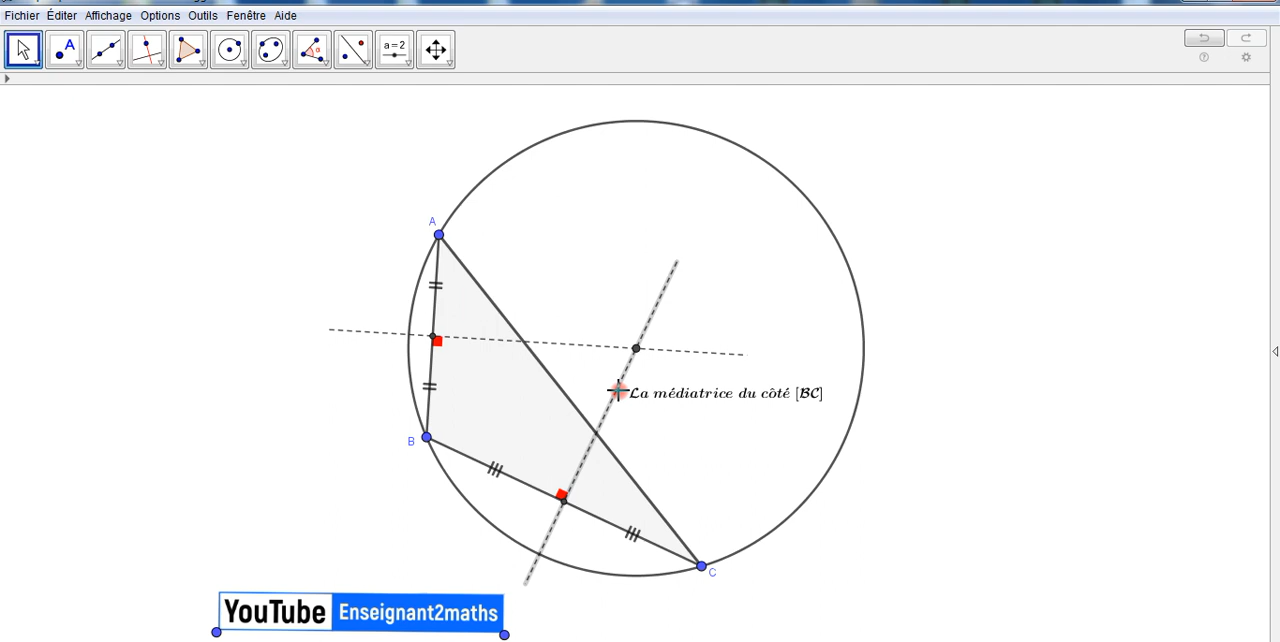 Fichier Éditer Affichage Options Outils Fenêtre Aide
A
α
a=2
A
La médiatrice du côté [BC]
B
C
YouTube Enseignant2maths